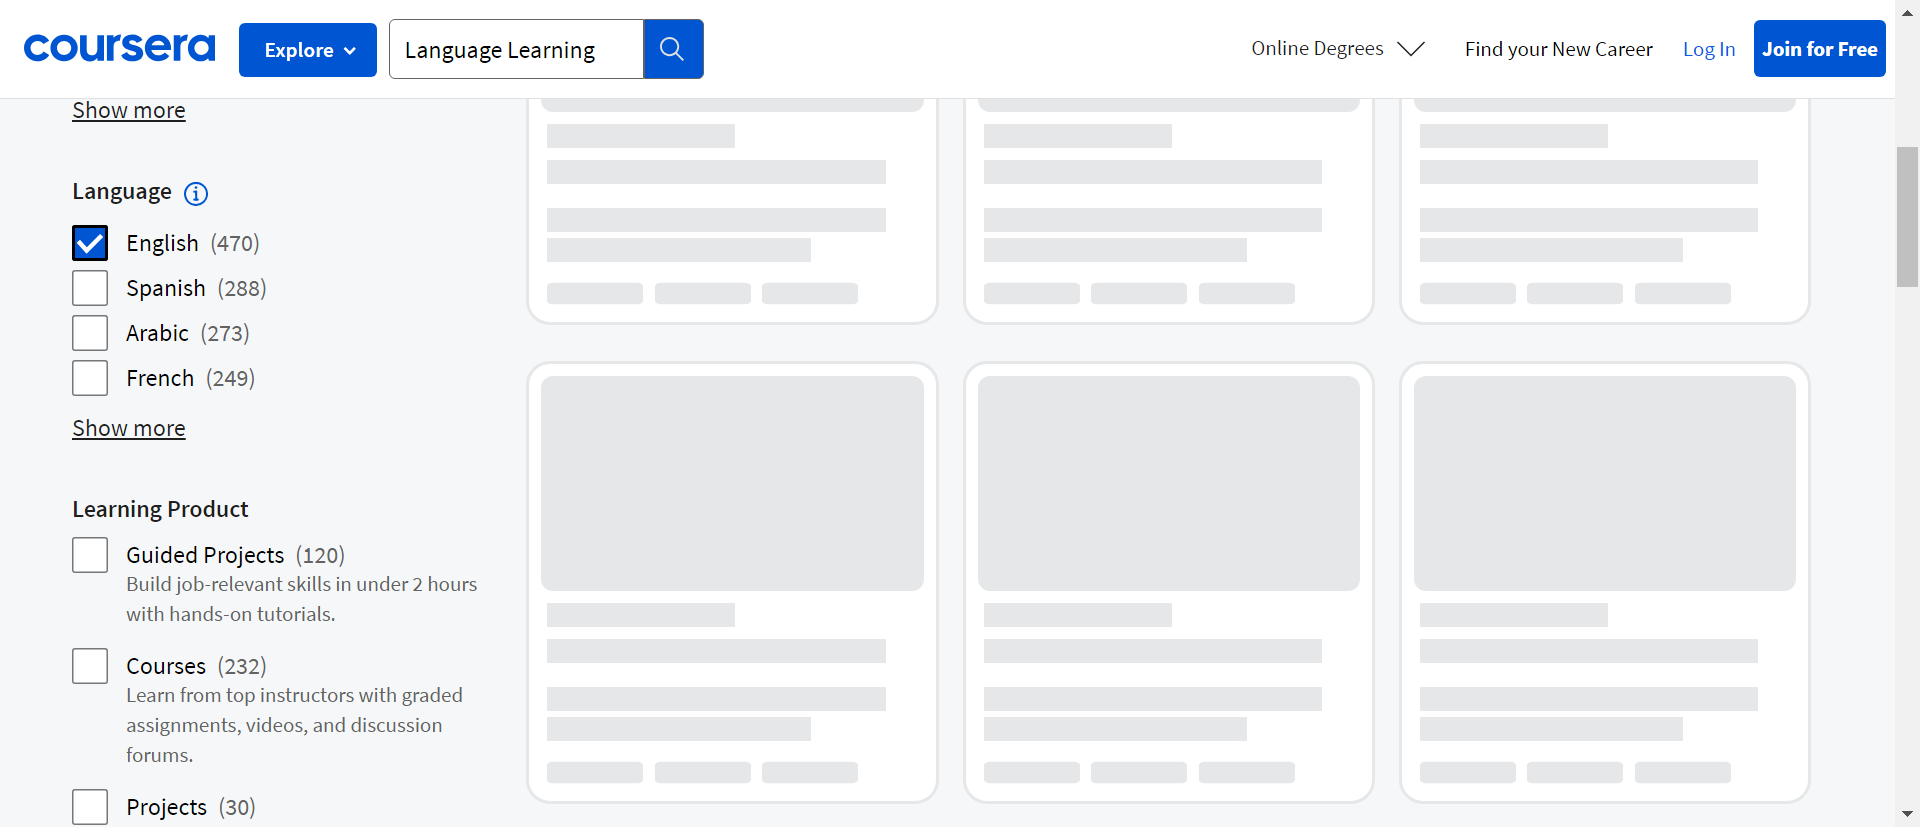 coursera
Explore
Language Learning
Online Degrees
Find your New Career
Log In
Join for Free
Show more
Language
English (470)
Spanish (288)
Arabic (273)
French (249)
Show more
Learning Product
Guided Projects (120)
Build job-relevant skills in under 2 hours
with hands-on tutorials.
Courses (232)
Learn from top instructors with graded
assignments, videos, and discussion
forums.
Projects (30)